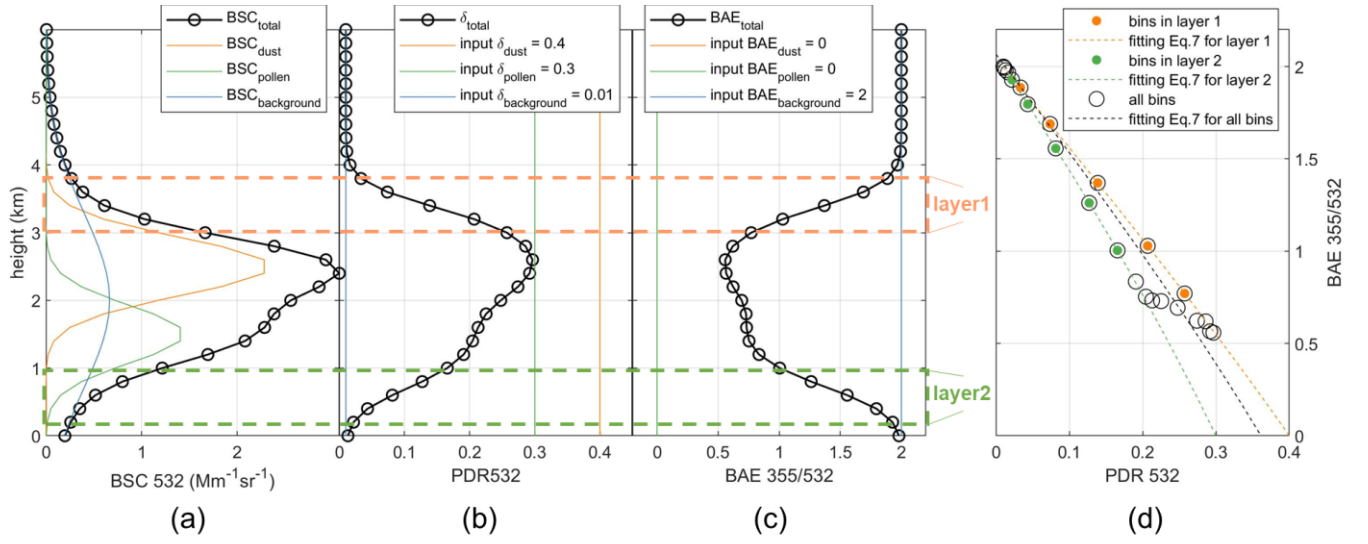 BSC_total
BSC_dust
BSC_pollen
BSC_background
δ_total
input δ_dust = 0.4
input δ_pollen = 0.3
input δ_background = 0.01
BAE_total
input BAE_dust = 0
input BAE_pollen = 0
input BAE_background = 2
bins in layer 1
fitting Eq.7 for layer 1
bins in layer 2
fitting Eq.7 for layer 2
all bins
fitting Eq.7 for all bins
height (km)
5
4
3
2
1
0
layer1
layer2
0 1 2
BSC 532 (Mm⁻¹sr⁻¹)
0 0.1 0.2 0.3 0.4
PDR532
0 1 2
BAE 355/532
2
1.5
1
0.5
0
BAE 355/532
0 0.1 0.2 0.3 0.4
PDR 532
(a)
(b)
(c)
(d)